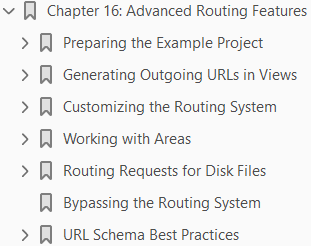 Chapter 16: Advanced Routing Features
Preparing the Example Project
Generating Outgoing URLs in Views
Customizing the Routing System
Working with Areas
Routing Requests for Disk Files
Bypassing the Routing System
URL Schema Best Practices